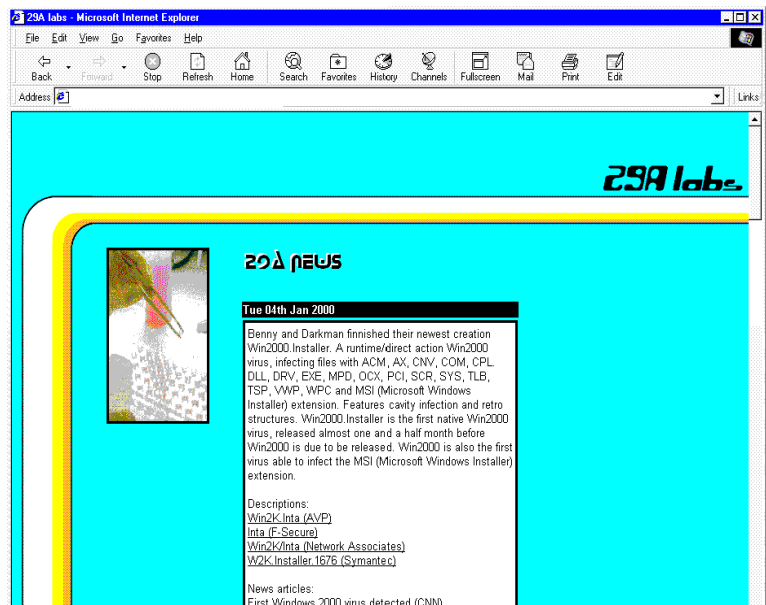 29A labs - Microsoft Internet Explorer
File Edit View Go Favorites Help
Back Forward Stop Refresh Home Search Favorites History Channels Fullscreen Mail Print Edit
Address Links
29A labs
29A NEWS
Tue 04th Jan 2000
Benny and Darkman finnished their newest creation
Win2000.Installer. A runtime/direct action Win2000
virus, infecting files with ACM, AX, CNV, COM, CPL.
DLL, DRV, EXE, MPD, OCX, PCI, SCR, SYS, TLB,
TSP, VWP, WPC and MSI (Microsoft Windows
Installer) extension. Features cavity infection and retro
structures. Win2000.Installer is the first native Win2000
virus, released almost one and a half month before
Win2000 is due to be released. Win2000 is also the first
virus able to infect the MSI (Microsoft Windows Installer)
extension.
Descriptions:
Win2K.Inta (AVP)
Inta (F-Secure)
Win2K/Inta (Network Associates)
W2K.Installer.1676 (Symantec)
News articles:
First Windows 2000 virus detected (CNN)